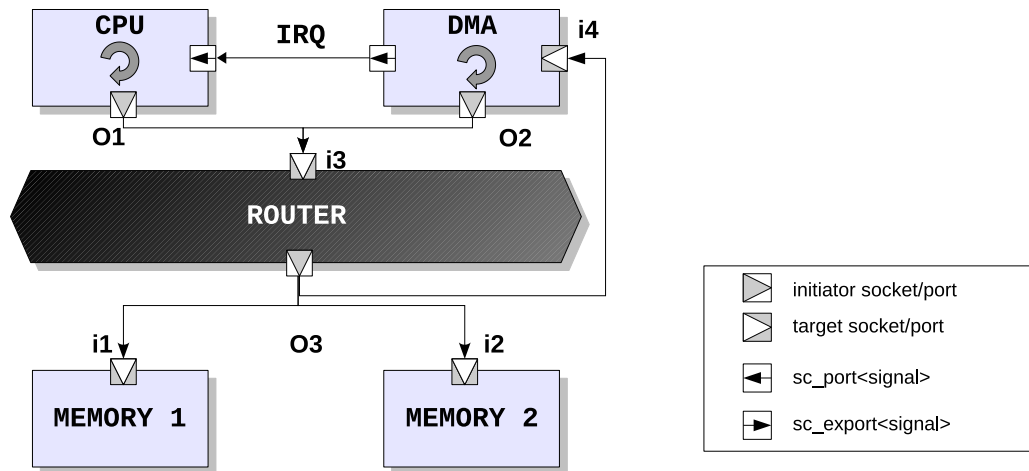 CPU
IRQ
DMA
i4
O1
O2
i3
ROUTER
i1
O3
i2
MEMORY 1
MEMORY 2
initiator socket/port
target socket/port
sc_port<signal>
sc_export<signal>